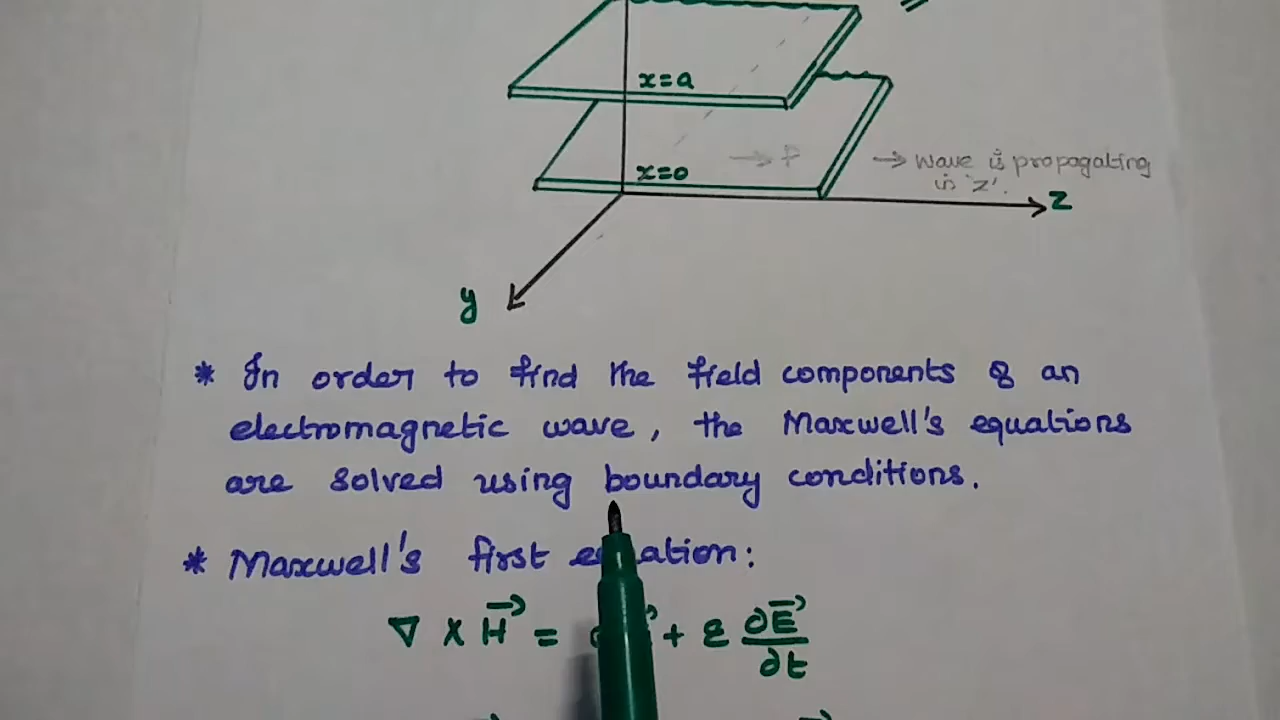 x=a
x=0
→ wave is propagating
in 'z'.
z
y
* In order to find the field components of an
electromagnetic wave, the Maxwell's equations
are solved using boundary conditions.
* Maxwell's first equation:
∇ × H⃗ = + ε ∂E⃗/∂t